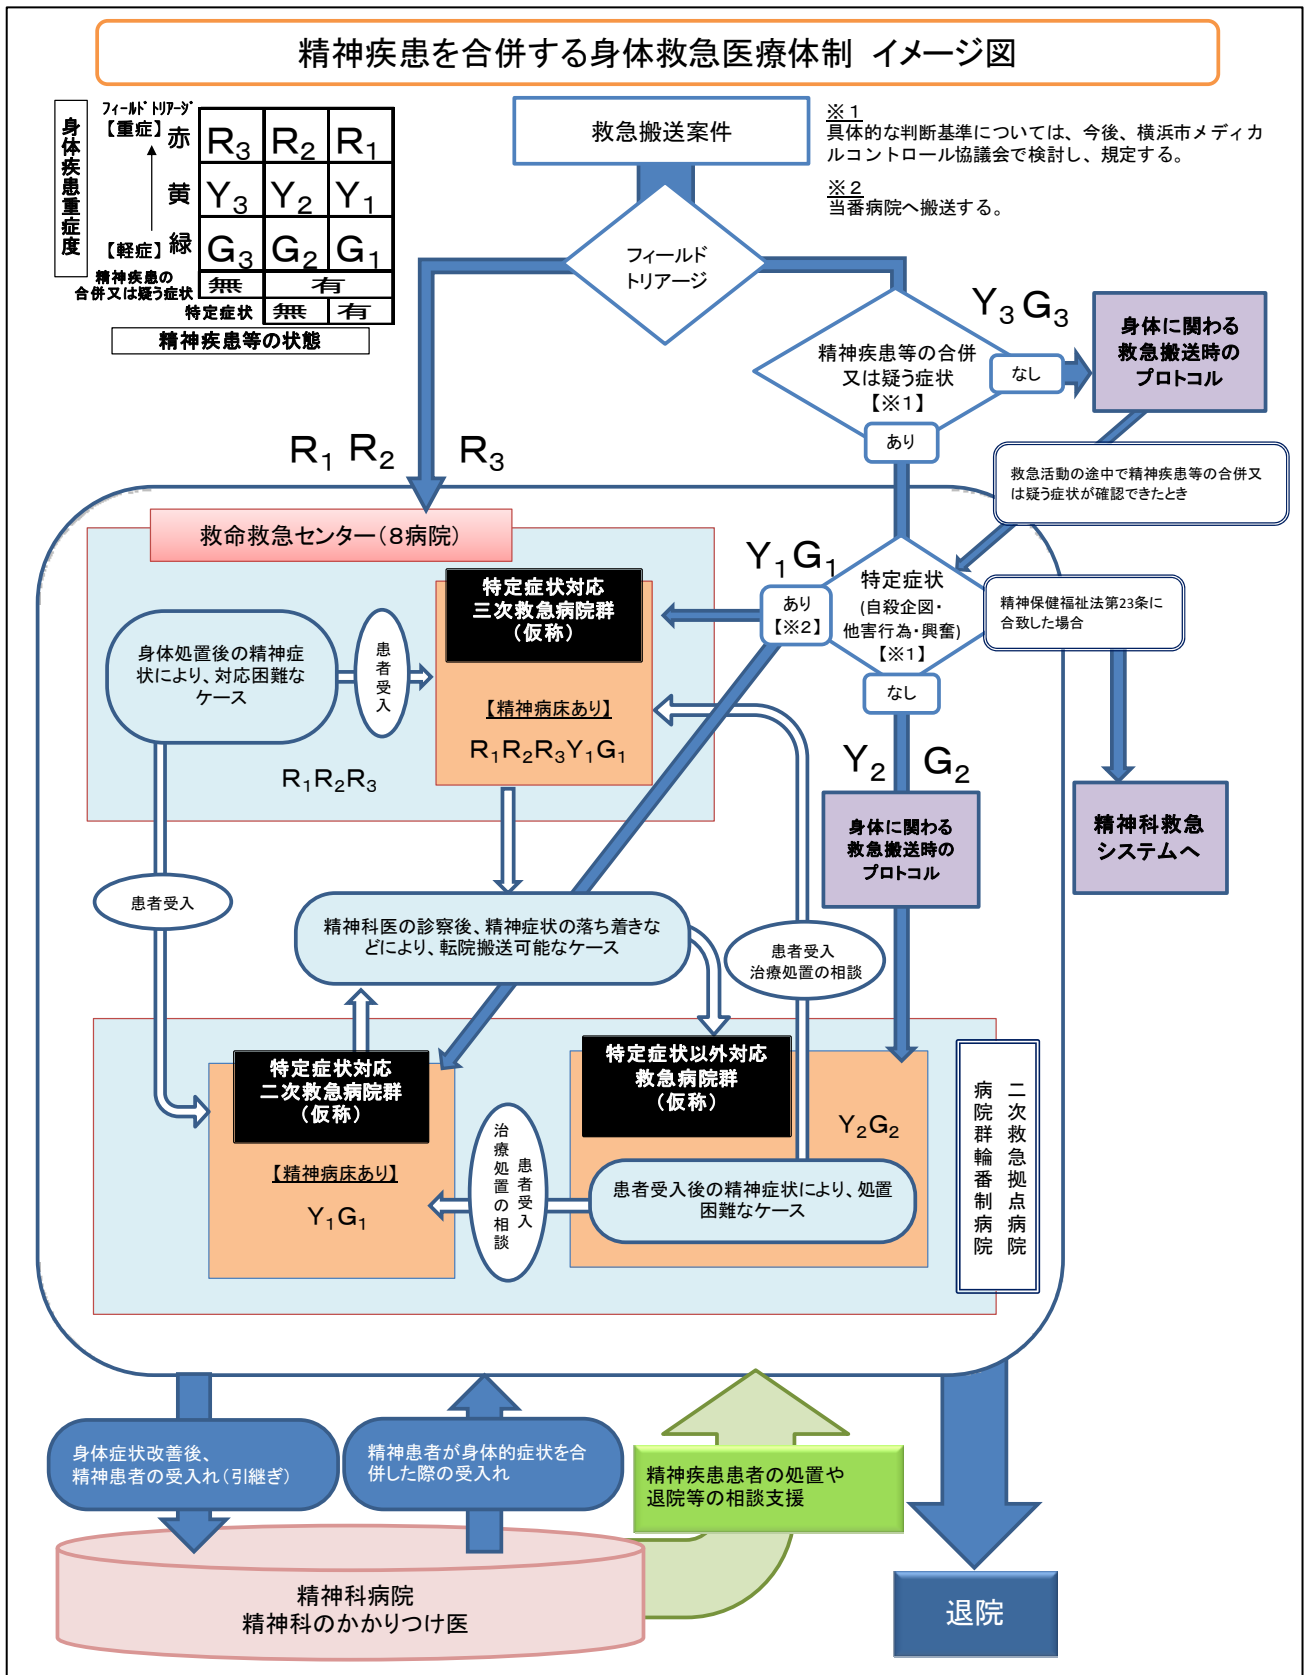 精神疾患を合併する身体救急医療体制 イメージ図
身体疾患重症度
フィールドトリアージ
【重症】
赤 R3 R2 R1
黄 Y3 Y2 Y1
【軽症】
緑 G3 G2 G1
精神疾患の
合併又は疑う症状
無 有
特定症状 無 有
精神疾患等の状態
救急搬送案件
※1
具体的な判断基準については、今後、横浜市メディカ
ルコントロール協議会で検討し、規定する。
※2
当番病院へ搬送する。
フィールド
トリアージ
精神疾患等の合併
又は疑う症状
【※1】
なし
あり
Y3 G3
身体に関わる
救急搬送時の
プロトコル
救急活動の途中で精神疾患等の合併又
は疑う症状が確認できたとき
R1 R2 R3
救命救急センター（8病院）
特定症状対応
三次救急病院群
（仮称）
【精神病床あり】
R1R2R3Y1G1
身体処置後の精神症
状により、対応困難な
ケース
患者受入
R1R2R3
Y1G1
あり
【※2】
特定症状
(自殺企図・
他害行為・興奮)
【※1】
なし
精神保健福祉法第23条に
合致した場合
精神科救急
システムへ
Y2 G2
身体に関わる
救急搬送時の
プロトコル
患者受入
精神科医の診察後、精神症状の落ち着きな
どにより、転院搬送可能なケース
患者受入
治療処置の相談
特定症状対応
二次救急病院群
（仮称）
【精神病床あり】
Y1G1
患者受入
治療処置の相談
特定症状以外対応
救急病院群
（仮称）
Y2G2
患者受入後の精神症状により、処置
困難なケース
二次救急拠点病院
病院群輪番制病院
身体症状改善後、
精神患者の受入れ（引継ぎ）
精神患者が身体的症状を合
併した際の受入れ
精神疾患患者の処置や
退院等の相談支援
精神科病院
精神科のかかりつけ医
退院